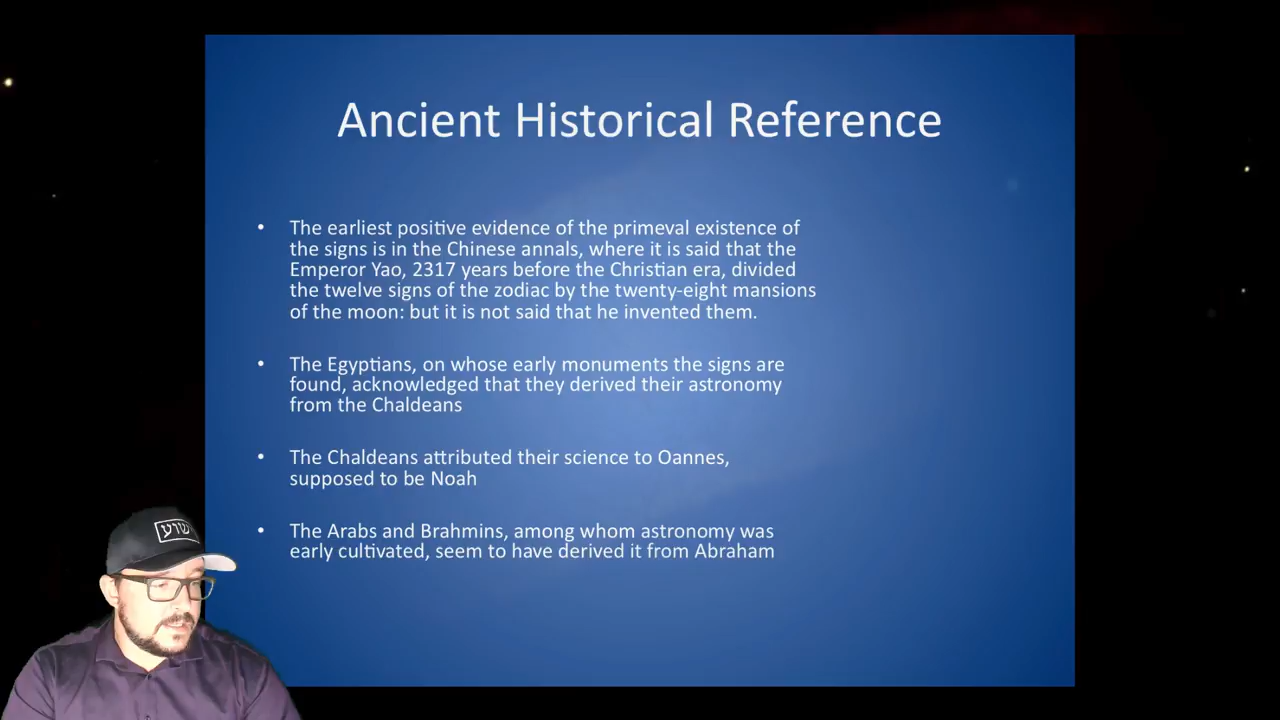 Ancient Historical Reference
• The earliest positive evidence of the primeval existence of
the signs is in the Chinese annals, where it is said that the
Emperor Yao, 2317 years before the Christian era, divided
the twelve signs of the zodiac by the twenty-eight mansions
of the moon: but it is not said that he invented them.
• The Egyptians, on whose early monuments the signs are
found, acknowledged that they derived their astronomy
from the Chaldeans
• The Chaldeans attributed their science to Oannes,
supposed to be Noah
• The Arabs and Brahmins, among whom astronomy was
early cultivated, seem to have derived it from Abraham
ישוע